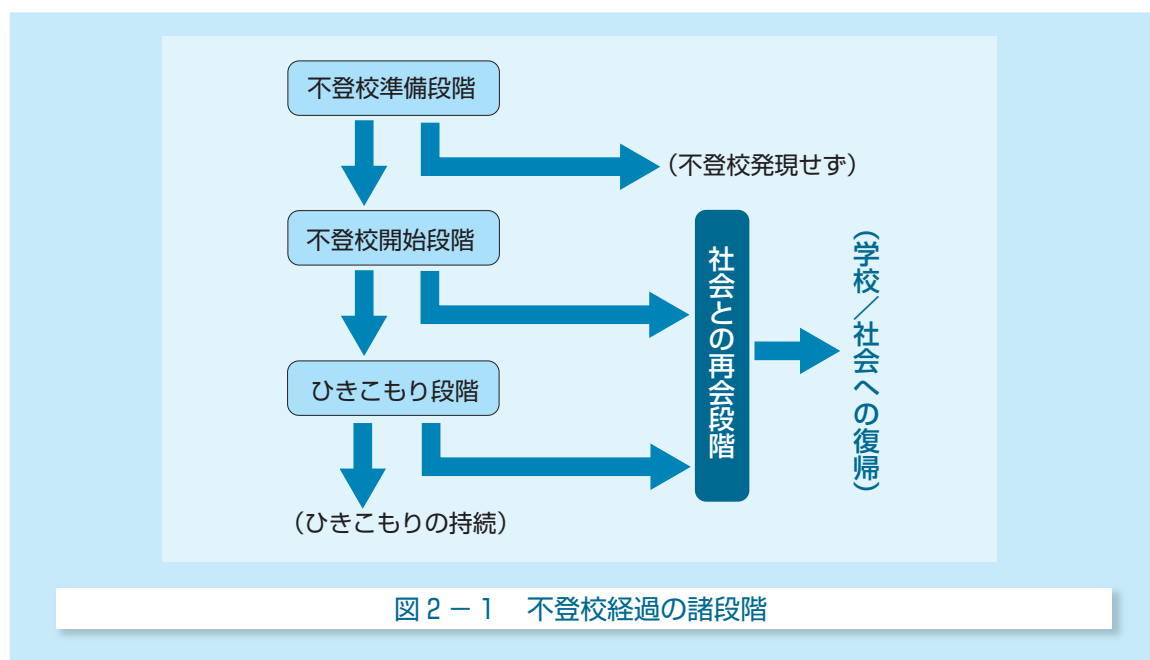 不登校準備段階
(不登校発現せず)
不登校開始段階
社会との再会段階
(学校/社会への復帰)
ひきこもり段階
(ひきこもりの持続)
図2-1 不登校経過の諸段階